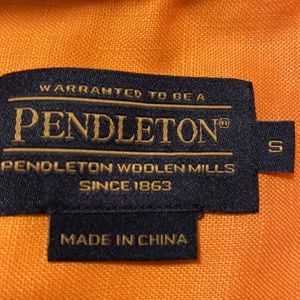 WARRANTED TO BE A
PENDLETON®
S
PENDLETON WOOLEN MILLS
SINCE 1863
MADE IN CHINA